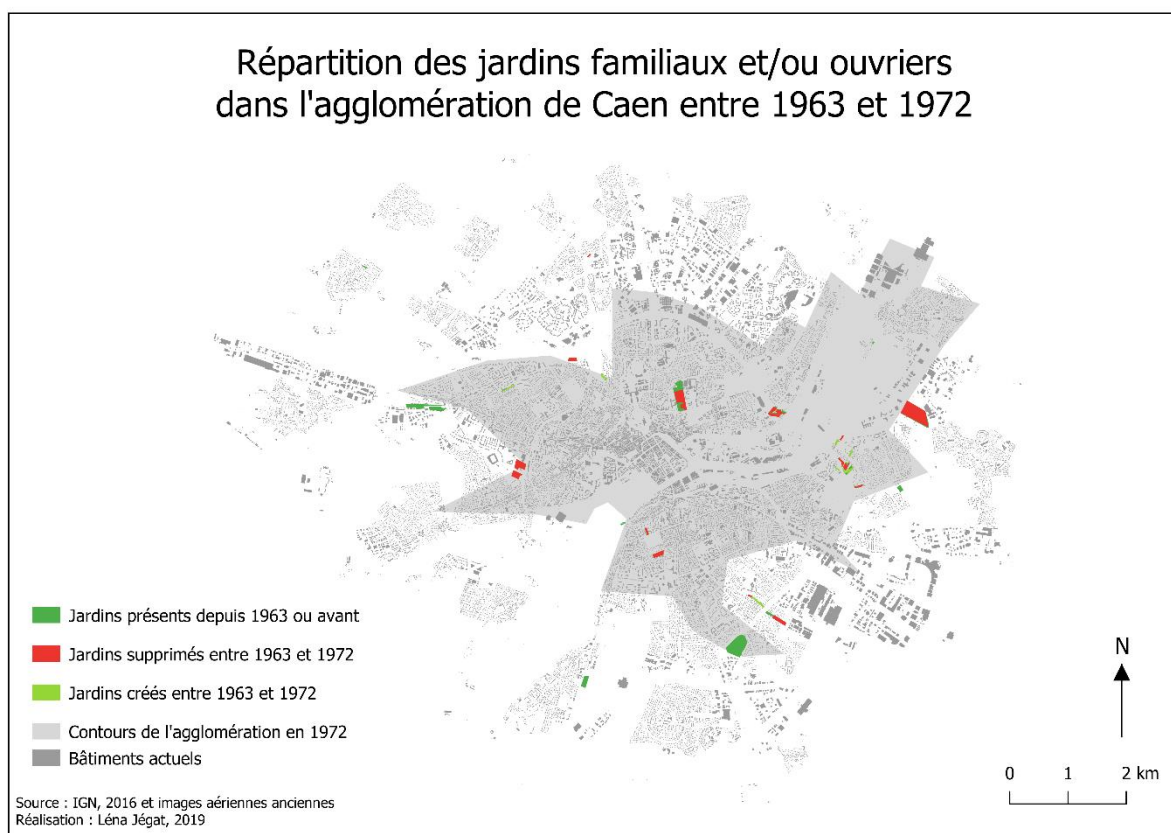 Répartition des jardins familiaux et/ou ouvriers
dans l'agglomération de Caen entre 1963 et 1972
Jardins présents depuis 1963 ou avant
Jardins supprimés entre 1963 et 1972
Jardins créés entre 1963 et 1972
Contours de l'agglomération en 1972
Bâtiments actuels
N
0 1 2 km
Source : IGN, 2016 et images aériennes anciennes
Réalisation : Léna Jégat, 2019